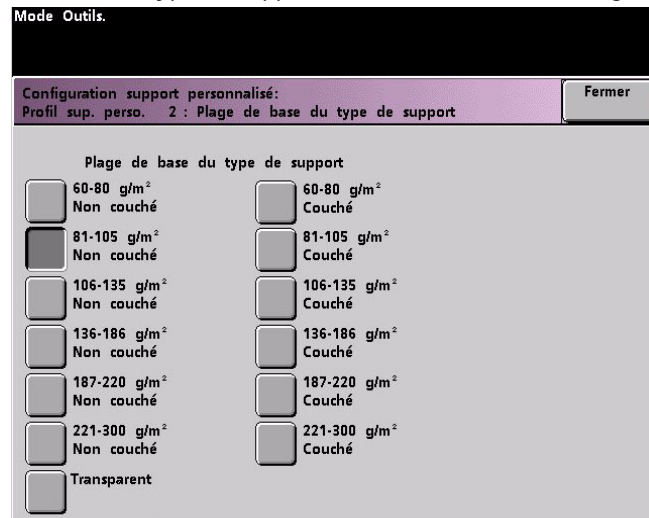 Mode Outils.
Configuration support personnalisé:
Profil sup. perso. 2 : Plage de base du type de support
Fermer
Plage de base du type de support
60-80 g/m²
Non couché
60-80 g/m²
Couché
81-105 g/m²
Non couché
81-105 g/m²
Couché
106-135 g/m²
Non couché
106-135 g/m²
Couché
136-186 g/m²
Non couché
136-186 g/m²
Couché
187-220 g/m²
Non couché
187-220 g/m²
Couché
221-300 g/m²
Non couché
221-300 g/m²
Couché
Transparent